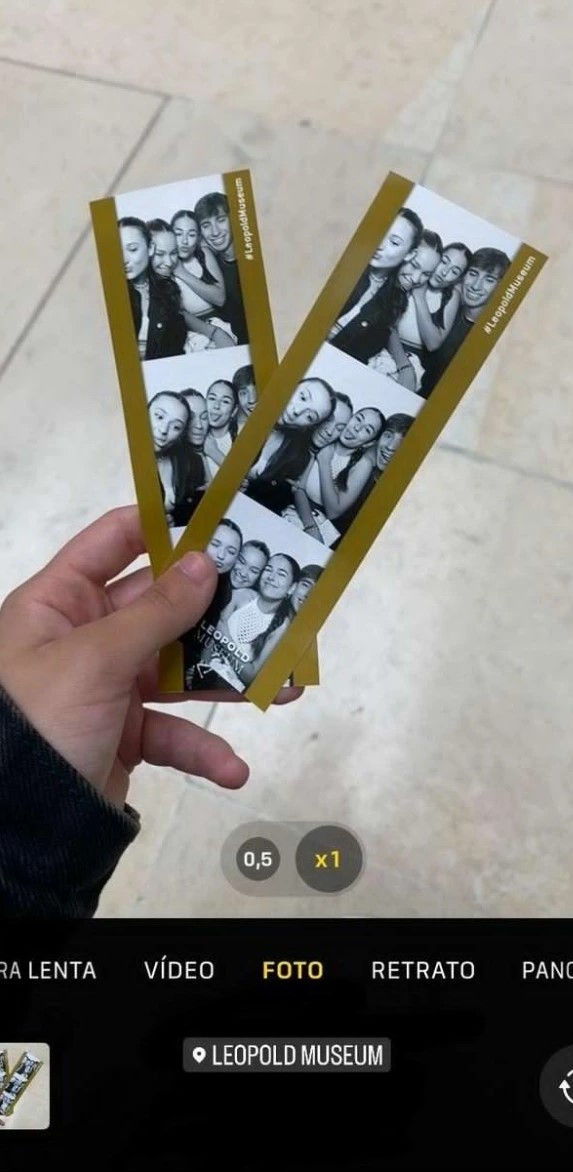 #LeopoldMuseum
#LeopoldMuseum
LEOPOLD
MUSEUM
0,5
x1
RA LENTA
VÍDEO
FOTO
RETRATO
PANO
LEOPOLD MUSEUM